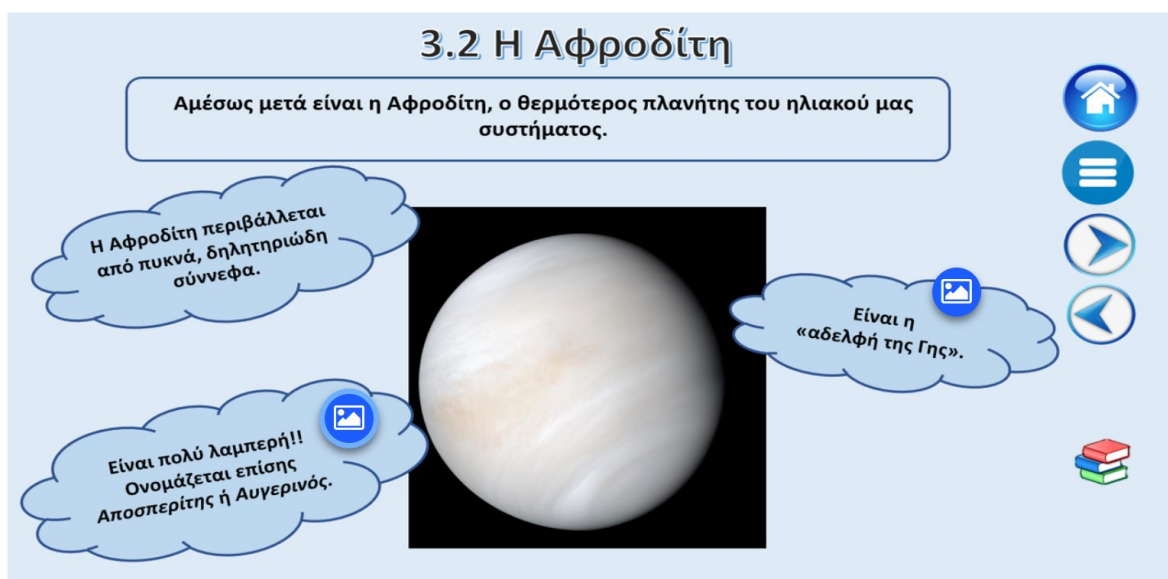 3.2 Η Αφροδίτη
Αμέσως μετά είναι η Αφροδίτη, ο θερμότερος πλανήτης του ηλιακού μας
συστήματος.
Η Αφροδίτη περιβάλλεται
από πυκνά, δηλητηριώδη
σύννεφα.
Είναι η
«αδελφή της Γης».
Είναι πολύ λαμπερή!!
Ονομάζεται επίσης
Αποσπερίτης ή Αυγερινός.